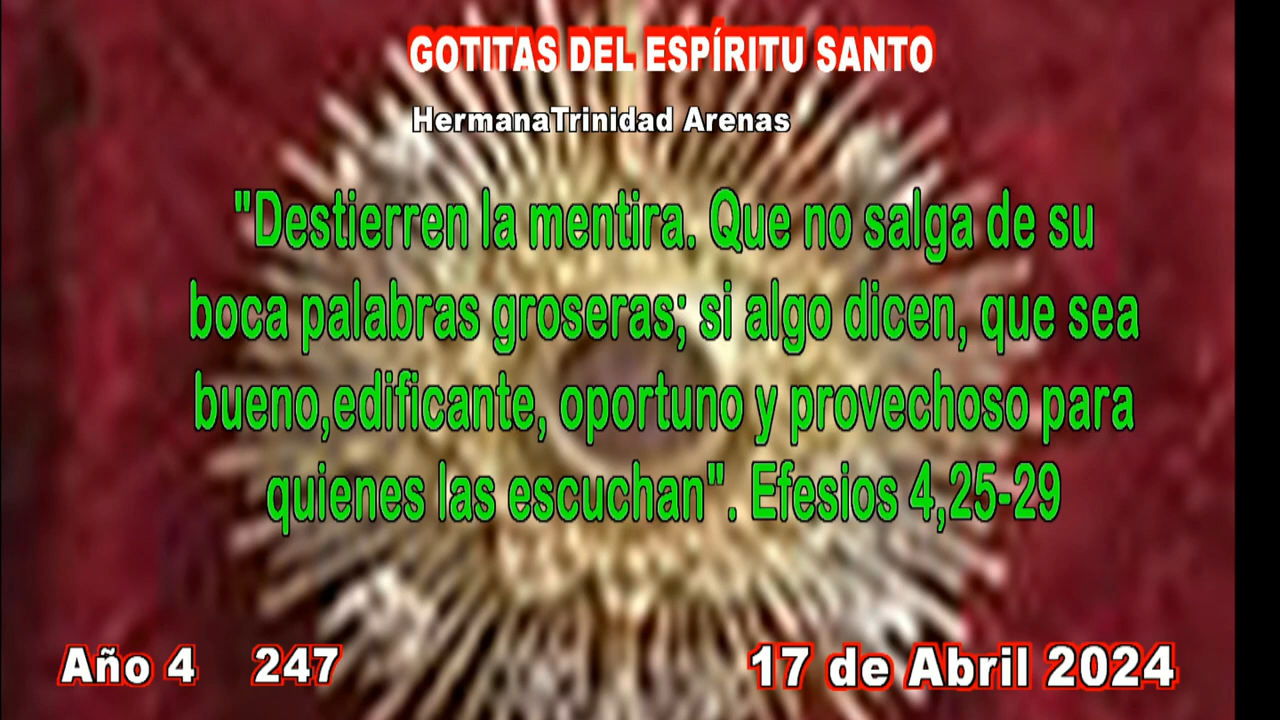 GOTITAS DEL ESPÍRITU SANTO
HermanaTrinidad Arenas
"Destierren la mentira. Que no salga de su
boca palabras groseras; si algo dicen, que sea
bueno,edificante, oportuno y provechoso para
quienes las escuchan". Efesios 4,25-29
Año 4 247
17 de Abril 2024